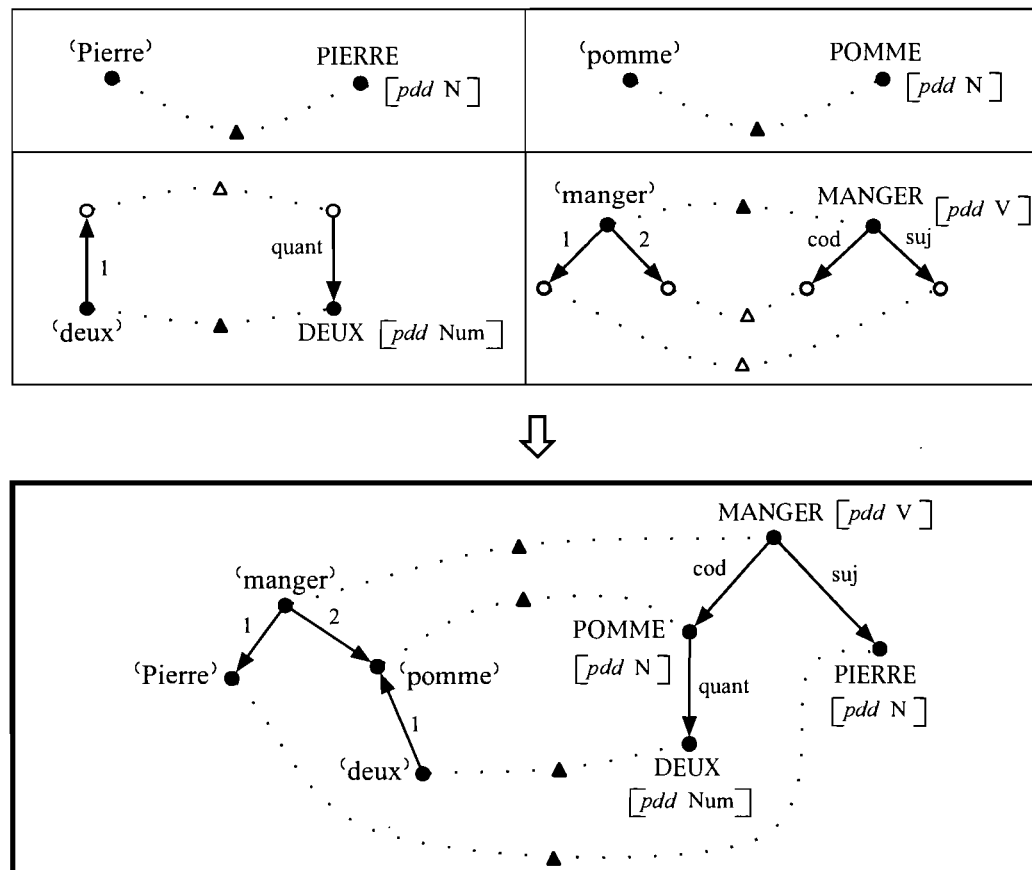 ‘Pierre’ PIERRE
[pdd N]
‘pomme’ POMME
[pdd N]
1
quant
‘deux’ DEUX [pdd Num]
‘manger’ MANGER [pdd V]
1 2 cod suj
MANGER [pdd V]
cod suj
‘manger’
1 2
‘Pierre’ ‘pomme’ POMME PIERRE
[pdd N] [pdd N]
quant
1
‘deux’ DEUX
[pdd Num]